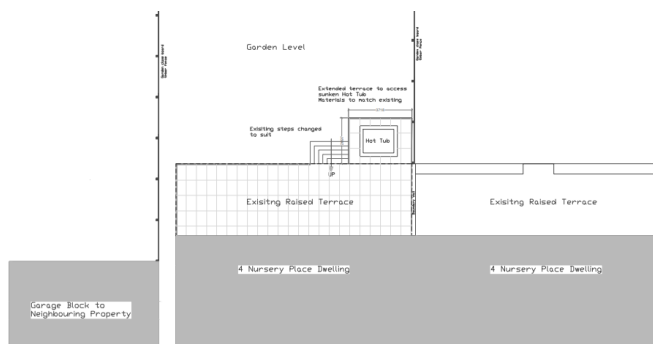 Garden Level
Extended terrace to access
sunken Hot Tub
Materials to match existing
Exisiting steps changed
to suit
Hot Tub
UP
Exisitng Raised Terrace
Exisitng Raised Terrace
4 Nursery Place Dwelling
4 Nursery Place Dwelling
Garage Block to
Neighbouring Property